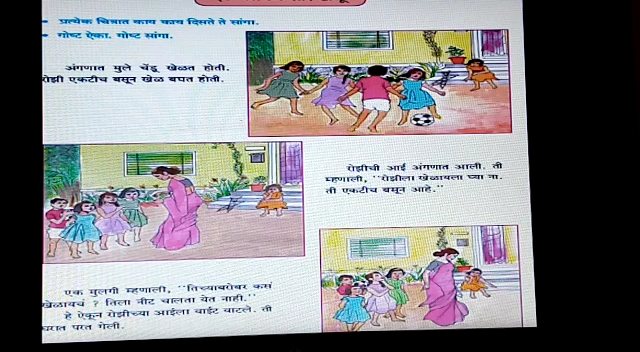 प्रत्येक चित्रात काय काय दिसते ते सांगा.
गोष्ट ऐका. गोष्ट सांगा.
अंगणात मुले चेंडू खेळत होती.
रोझी एकटीच बसून खेळ बघत होती.
रोझीची आई अंगणात आली. ती
म्हणाली, "रोझीला खेळायला घ्या ना.
ती एकटीच बसून आहे."
एक मुलगी म्हणाली, "तिच्याबरोबर कसं
खेळायचं ? तिला नीट चालता येत नाही."
हे ऐकून रोझीच्या आईला वाईट वाटले. ती
घरात परत गेली.